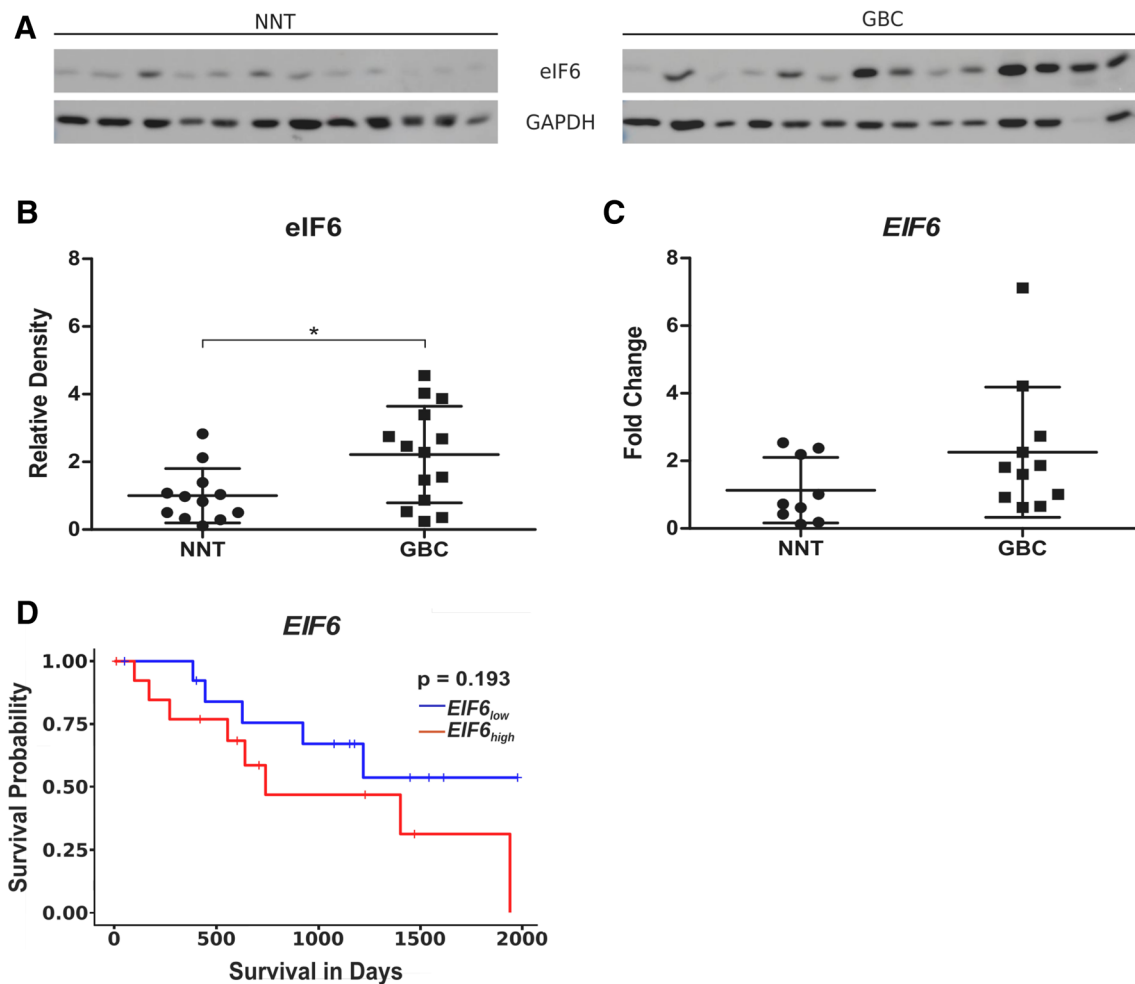 A
NNT
GBC
eIF6
GAPDH
B
eIF6
Relative Density
8
6
4
2
0
*
NNT
GBC
C
EIF6
Fold Change
8
6
4
2
0
NNT
GBC
D
EIF6
Survival Probability
1.00
0.75
0.50
0.25
0.00
p = 0.193
EIF6low
EIF6high
0 500 1000 1500 2000
Survival in Days